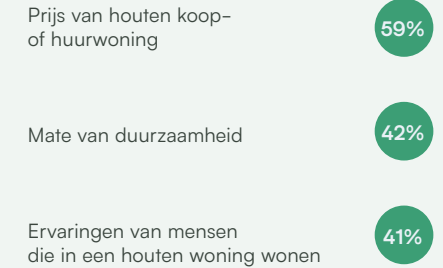 Prijs van houten koop-
of huurwoning
59%
Mate van duurzaamheid
42%
Ervaringen van mensen
die in een houten woning wonen
41%